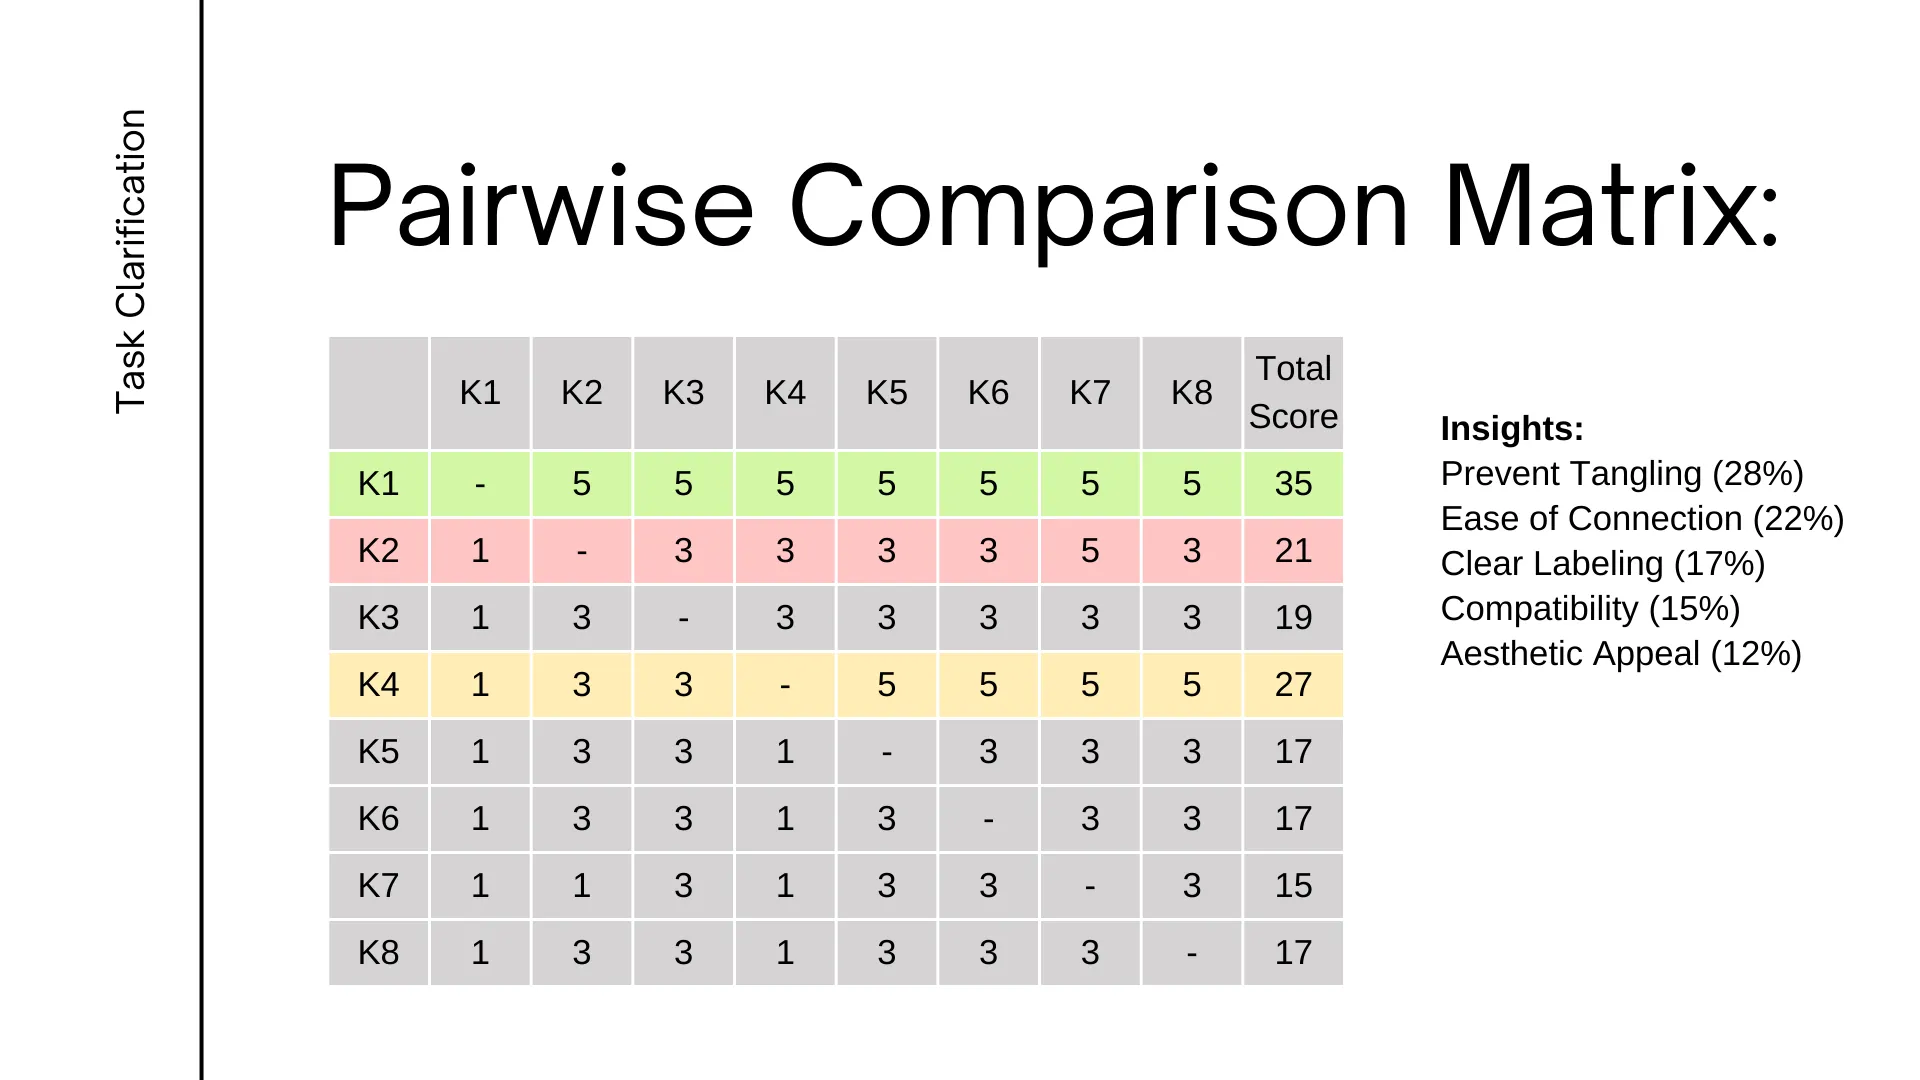 Task Clarification
Pairwise Comparison Matrix:
K1 K2 K3 K4 K5 K6 K7 K8 Total Score
K1 - 5 5 5 5 5 5 5 35
K2 1 - 3 3 3 3 5 3 21
K3 1 3 - 3 3 3 3 3 19
K4 1 3 3 - 5 5 5 5 27
K5 1 3 3 1 - 3 3 3 17
K6 1 3 3 1 3 - 3 3 17
K7 1 1 3 1 3 3 - 3 15
K8 1 3 3 1 3 3 3 - 17
Insights:
Prevent Tangling (28%)
Ease of Connection (22%)
Clear Labeling (17%)
Compatibility (15%)
Aesthetic Appeal (12%)